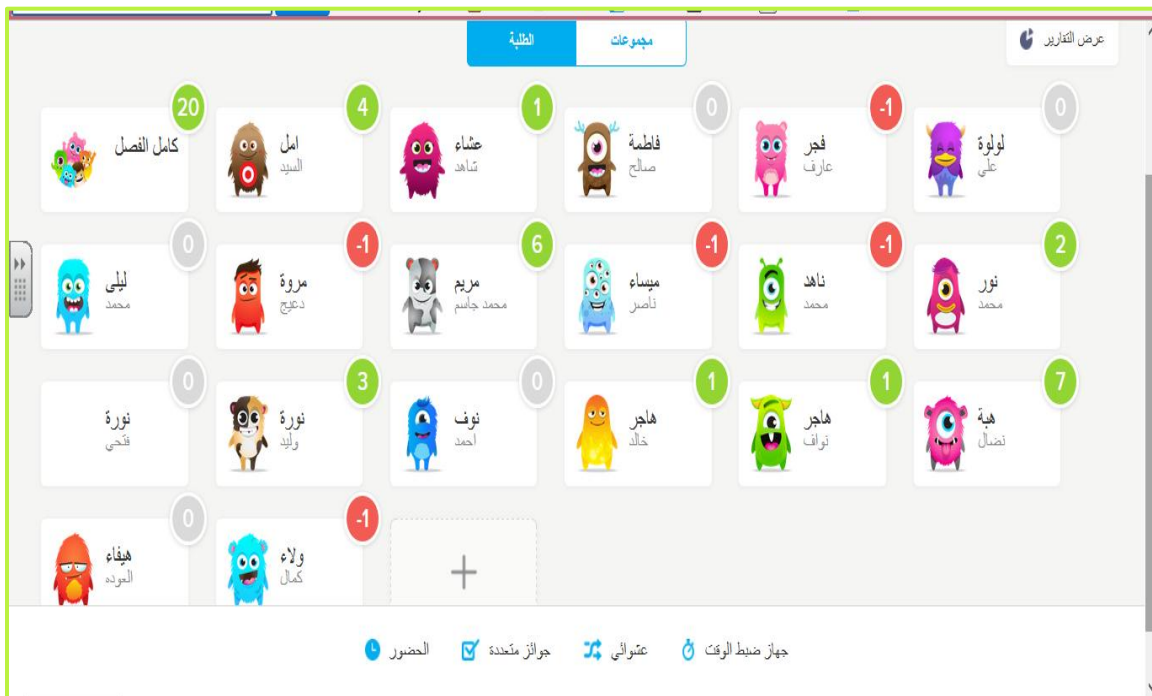 عرض التقارير
مجموعات
الطلبة
0
لولوة
علي
-1
فجر
عارف
0
فاطمة
صالح
1
عشاء
شاهد
4
امل
السيد
20
كامل الفصل
2
نور
محمد
-1
ناهد
محمد
-1
ميساء
ناصر
6
مريم
محمد جاسم
-1
مروة
دعيج
0
ليلى
محمد
7
هبة
نضال
1
هاجر
نواف
1
هاجر
خالد
0
نوف
احمد
3
نورة
وليد
0
نورة
فتحي
-1
ولاء
كمال
0
هيفاء
العوده
جهاز ضبط الوقت
عشوائي
جوائز متعددة
الحضور